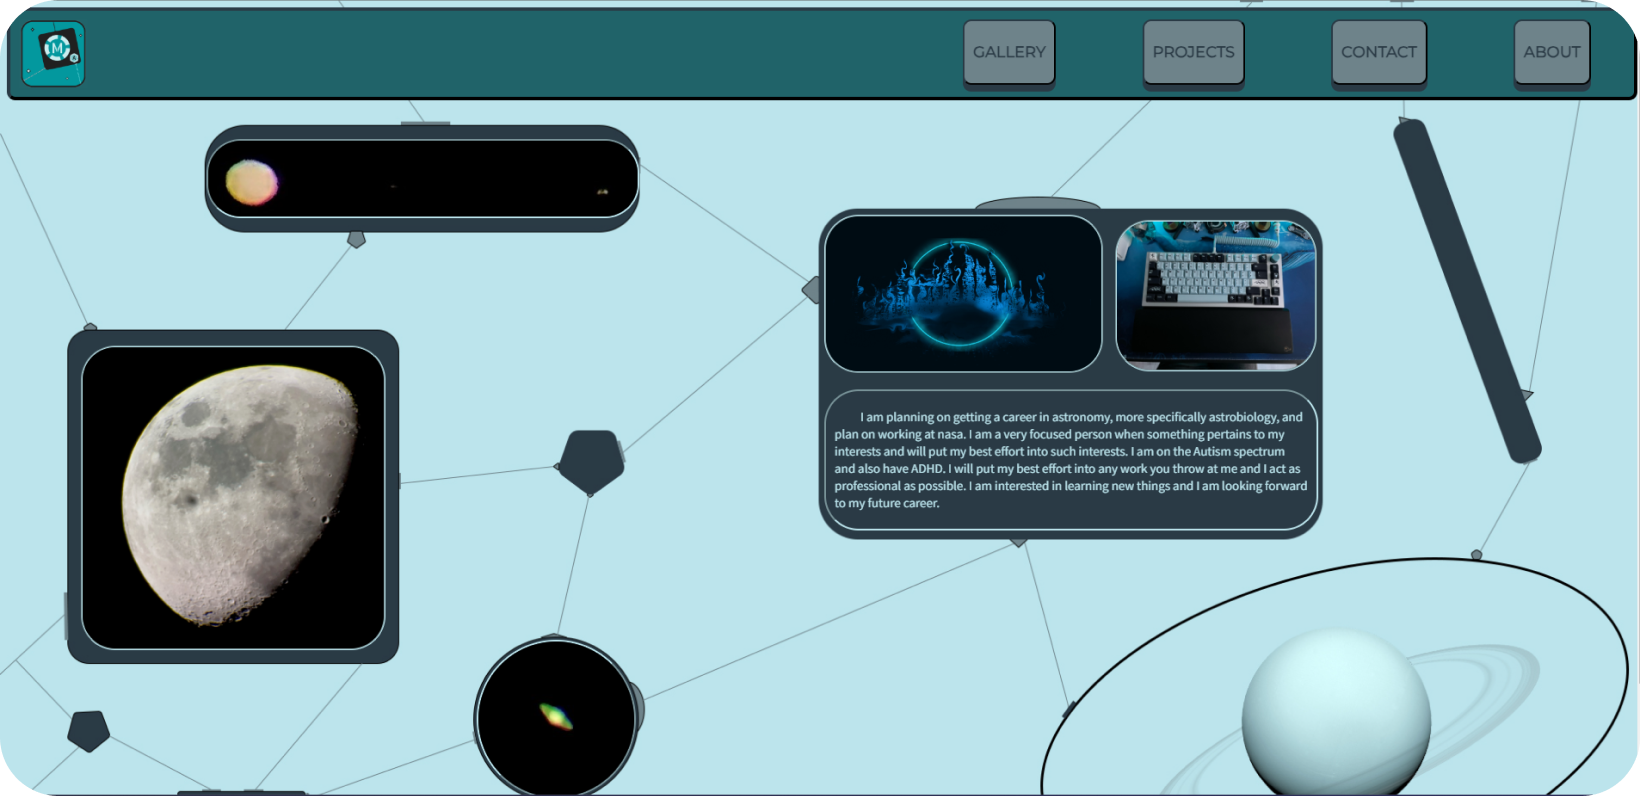 M
GALLERY
PROJECTS
CONTACT
ABOUT
I am planning on getting a career in astronomy, more specifically astrobiology, and
plan on working at nasa. I am a very focused person when something pertains to my
interests and will put my best effort into such interests. I am on the Autism spectrum
and also have ADHD. I will put my best effort into any work you throw at me and I act as
professional as possible. I am interested in learning new things and I am looking forward
to my future career.